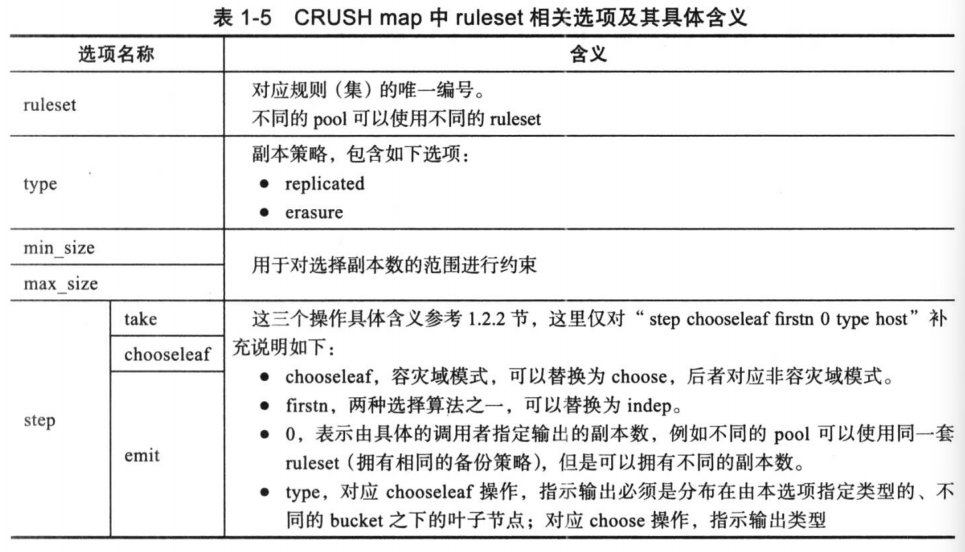 表 1-5 CRUSH map 中 ruleset 相关选项及其具体含义
选项名称 含义
ruleset
对应规则（集）的唯一编号。
不同的 pool 可以使用不同的 ruleset
type
副本策略，包含如下选项：
● replicated
● erasure
min_size
max_size
用于对选择副本数的范围进行约束
step
take
chooseleaf
emit
这三个操作具体含义参考 1.2.2 节，这里仅对“ step chooseleaf firstn 0 type host”补
充说明如下：
● chooseleaf，容灾域模式，可以替换为 choose，后者对应非容灾域模式。
● firstn，两种选择算法之一，可以替换为 indep。
● 0，表示由具体的调用者指定输出的副本数，例如不同的 pool 可以使用同一套
ruleset（拥有相同的备份策略），但是可以拥有不同的副本数。
● type，对应 chooseleaf 操作，指示输出必须是分布在由本选项指定类型的、不
同的 bucket 之下的叶子节点；对应 choose 操作，指示输出类型